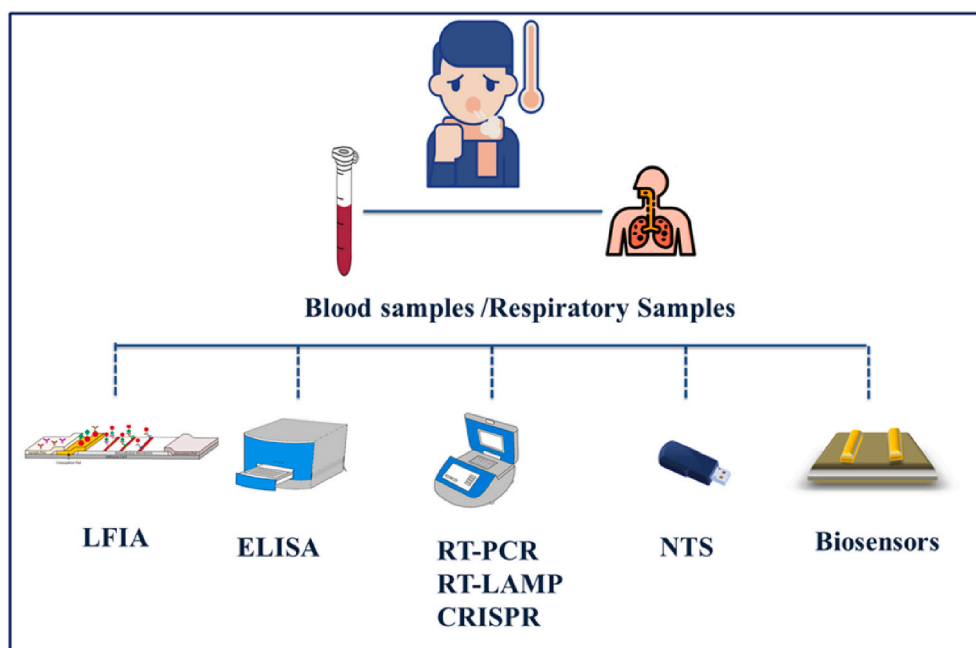 Blood samples /Respiratory Samples
LFIA
ELISA
RT-PCR
RT-LAMP
CRISPR
NTS
Biosensors